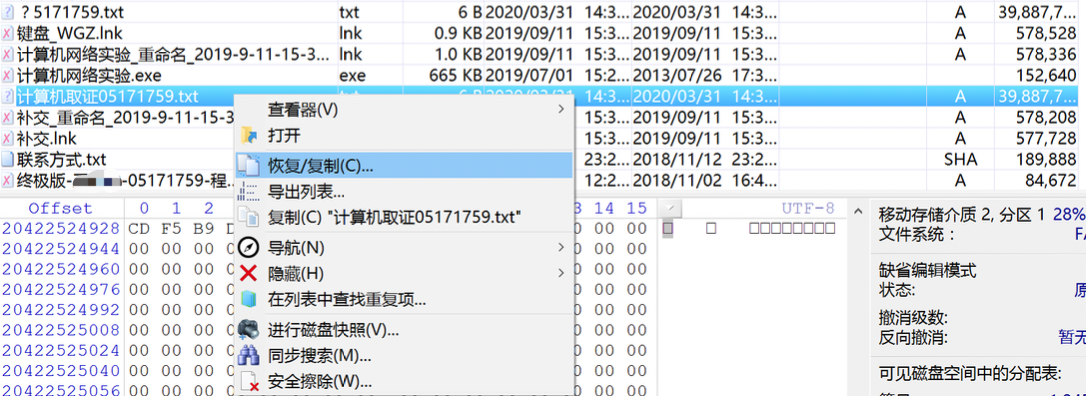 ? 5171759.txt txt 6 B 2020/03/31 14:3... 2020/03/31 14:3... A 39,887,7...
键盘_WGZ.lnk lnk 0.9 KB 2019/09/11 15:3... 2019/09/11 15:3... A 578,528
计算机网络实验_重命名_2019-9-11-15-3... lnk 1.0 KB 2019/09/11 15:3... 2019/09/11 15:3... A 578,336
计算机网络实验.exe exe 665 KB 2019/07/01 15:2... 2013/07/26 17:3... 152,640
计算机取证05171759.txt txt 6 B 2020/03/31 14:3... 2020/03/31 14:3... A 39,887,7...
补交_重命名_2019-9-11-15-3 15:3... 2019/09/11 15:3... A 578,208
补交.lnk 15:3... 2019/09/11 15:3... A 577,728
联系方式.txt 23:2... 2018/11/12 23:2... SHA 189,888
终极版- -05171759-程... 12:2... 2018/11/02 16:4... A 84,672
查看器(V)
打开
恢复/复制(C)...
导出列表...
复制(C) "计算机取证05171759.txt"
导航(N)
隐藏(H)
在列表中查找重复项...
进行磁盘快照(V)...
同步搜索(M)...
安全擦除(W)...
Offset 0 1 2 3 14 15 UTF-8
20422524928 CD F5 B9 D 00 00
20422524944 00 00 00 0 00 00
20422524960 00 00 00 0 00 00
20422524976 00 00 00 0 00 00
20422524992 00 00 00 0 00 00
20422525008 00 00 00 0 00 00
20422525024 00 00 00 0 00 00
20422525040 00 00 00 0 00 00
20422525056 00 00 00 0 00 00
移动存储介质 2, 分区 1 28%
文件系统 : FA
缺省编辑模式
状态: 原
撤消级数:
反向撤消: 暂无
可见磁盘空间中的分配表: